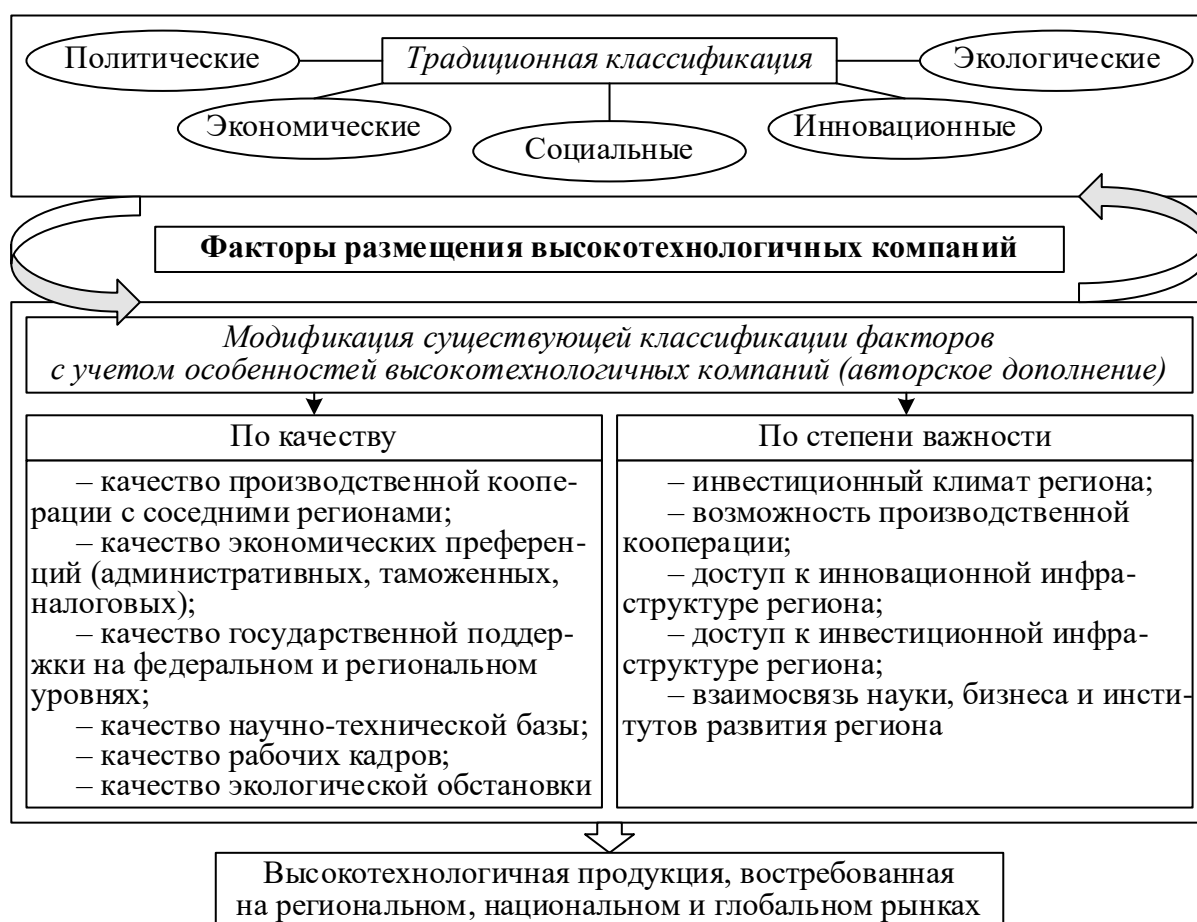 Политические
Традиционная классификация
Экологические
Экономические
Социальные
Инновационные
Факторы размещения высокотехнологичных компаний
Модификация существующей классификации факторов
с учетом особенностей высокотехнологичных компаний (авторское дополнение)
По качеству
– качество производственной коопе-
рации с соседними регионами;
– качество экономических преферен-
ций (административных, таможенных,
налоговых);
– качество государственной поддер-
жки на федеральном и региональном
уровнях;
– качество научно-технической базы;
– качество рабочих кадров;
– качество экологической обстановки
По степени важности
– инвестиционный климат региона;
– возможность производственной
кооперации;
– доступ к инновационной инфра-
структуре региона;
– доступ к инвестиционной инфра-
структуре региона;
– взаимосвязь науки, бизнеса и инсти-
тутов развития региона
Высокотехнологичная продукция, востребованная
на региональном, национальном и глобальном рынках